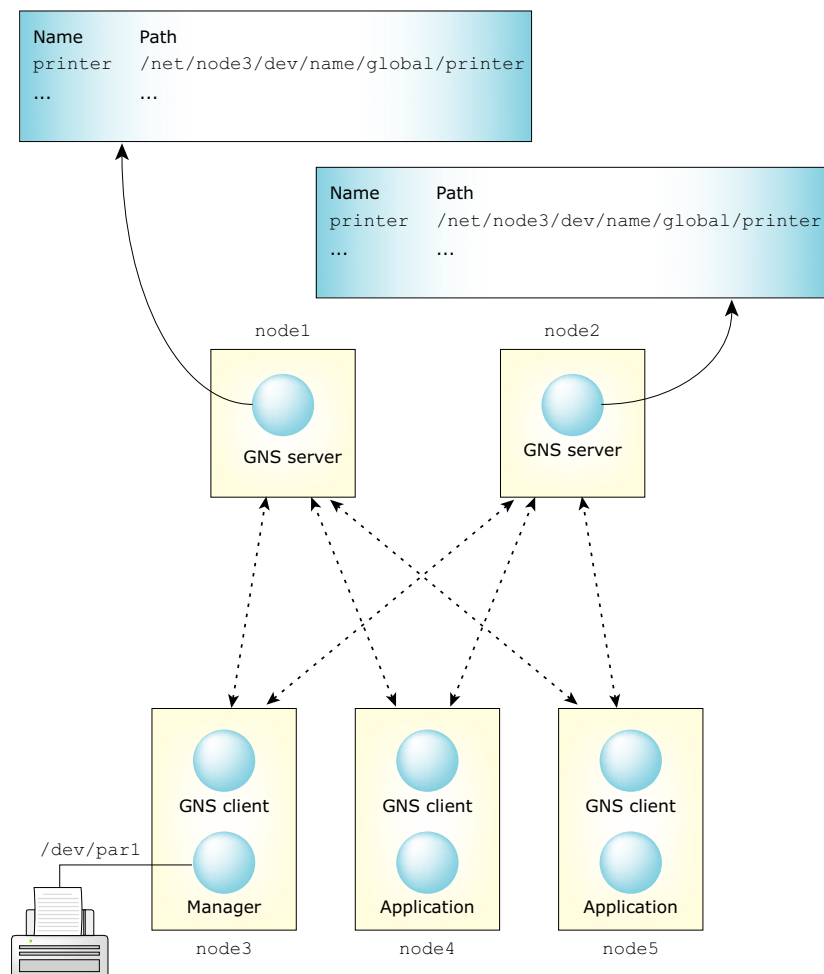 Name Path
printer /net/node3/dev/name/global/printer
... ...
Name Path
printer /net/node3/dev/name/global/printer
... ...
node1
node2
GNS server
GNS server
GNS client
GNS client
GNS client
/dev/par1
Manager
Application
Application
node3
node4
node5